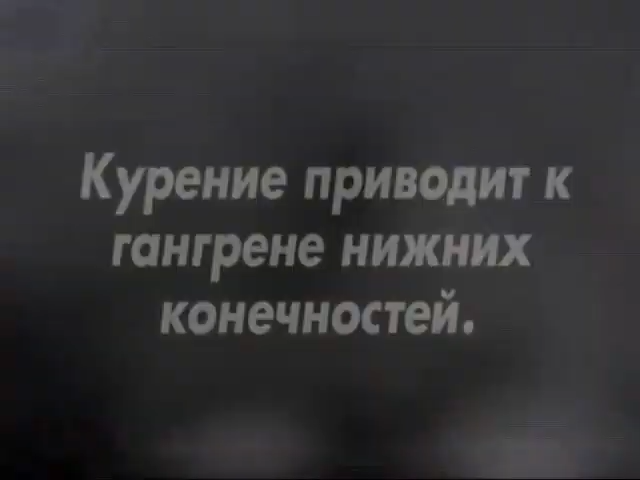 Курение приводит к
гангрене нижних
конечностей.